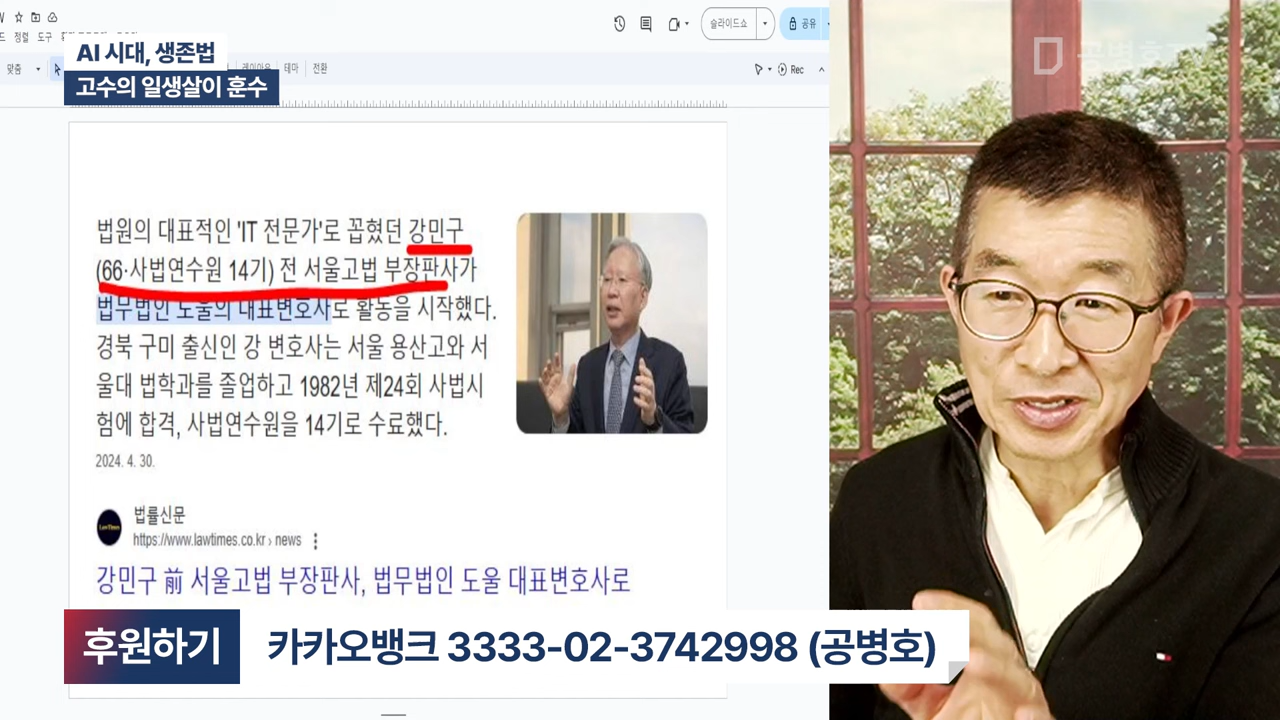 슬라이드쇼
공유
정렬 도구
AI 시대, 생존법
고수의 일생살이 훈수
맞춤
테마
전환
Rec
법원의 대표적인 'IT 전문가'로 꼽혔던 강민구
(66·사법연수원 14기) 전 서울고법 부장판사가
법무법인 도울의 대표변호사로 활동을 시작했다.
경북 구미 출신인 강 변호사는 서울 용산고와 서
울대 법학과를 졸업하고 1982년 제24회 사법시
험에 합격, 사법연수원을 14기로 수료했다.
2024. 4. 30.
LawTimes
법률신문
https://www.lawtimes.co.kr › news
강민구 前 서울고법 부장판사, 법무법인 도울 대표변호사로
후원하기
카카오뱅크 3333-02-3742998 (공병호)